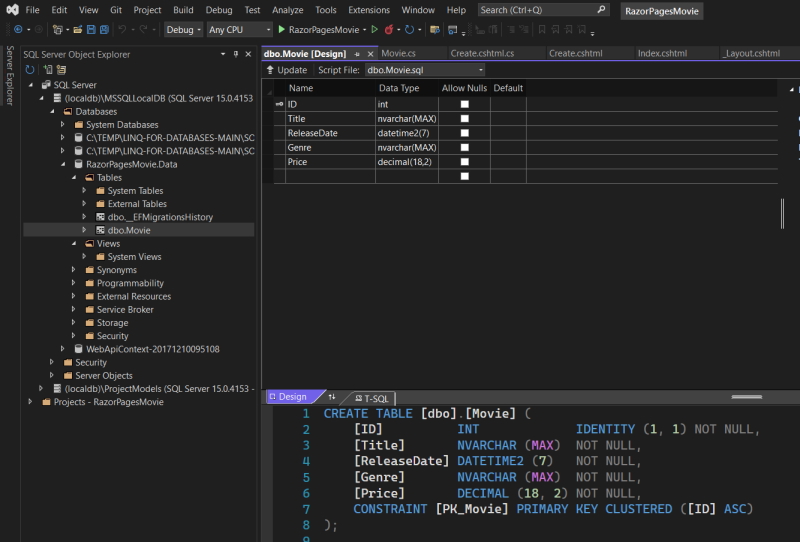 File Edit View Git Project Build Debug Test Analyze Tools Extensions Window Help Search (Ctrl+Q) RazorPagesMovie
Debug Any CPU RazorPagesMovie
Server Explorer
SQL Server Object Explorer
SQL Server
(localdb)\MSSQLLocalDB (SQL Server 15.0.4153
Databases
System Databases
C:\TEMP\LINQ-FOR-DATABASES-MAIN\SO
C:\TEMP\LINQ-FOR-DATABASES-MAIN\SO
RazorPagesMovie.Data
Tables
System Tables
External Tables
dbo.__EFMigrationsHistory
dbo.Movie
Views
System Views
Synonyms
Programmability
External Resources
Service Broker
Storage
Security
WebApiContext-20171210095108
Security
Server Objects
(localdb)\ProjectModels (SQL Server 15.0.4153 -
Projects - RazorPagesMovie
dbo.Movie [Design] Movie.cs Create.cshtml.cs Create.cshtml Index.cshtml _Layout.cshtml
Update Script File: dbo.Movie.sql
Name Data Type Allow Nulls Default
ID int
Title nvarchar(MAX)
ReleaseDate datetime2(7)
Genre nvarchar(MAX)
Price decimal(18,2)
Design T-SQL
1 CREATE TABLE [dbo].[Movie] (
2 [ID] INT IDENTITY (1, 1) NOT NULL,
3 [Title] NVARCHAR (MAX) NOT NULL,
4 [ReleaseDate] DATETIME2 (7) NOT NULL,
5 [Genre] NVARCHAR (MAX) NOT NULL,
6 [Price] DECIMAL (18, 2) NOT NULL,
7 CONSTRAINT [PK_Movie] PRIMARY KEY CLUSTERED ([ID] ASC)
8 );
9